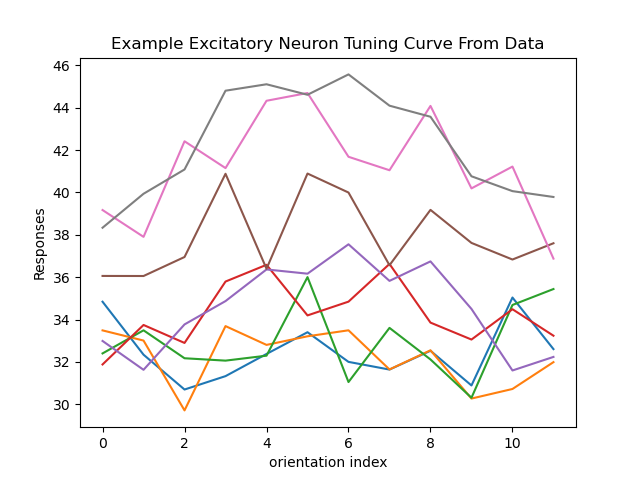 Example Excitatory Neuron Tuning Curve From Data
46
44
42
40
38
36
34
32
30
Responses
0 2 4 6 8 10
orientation index